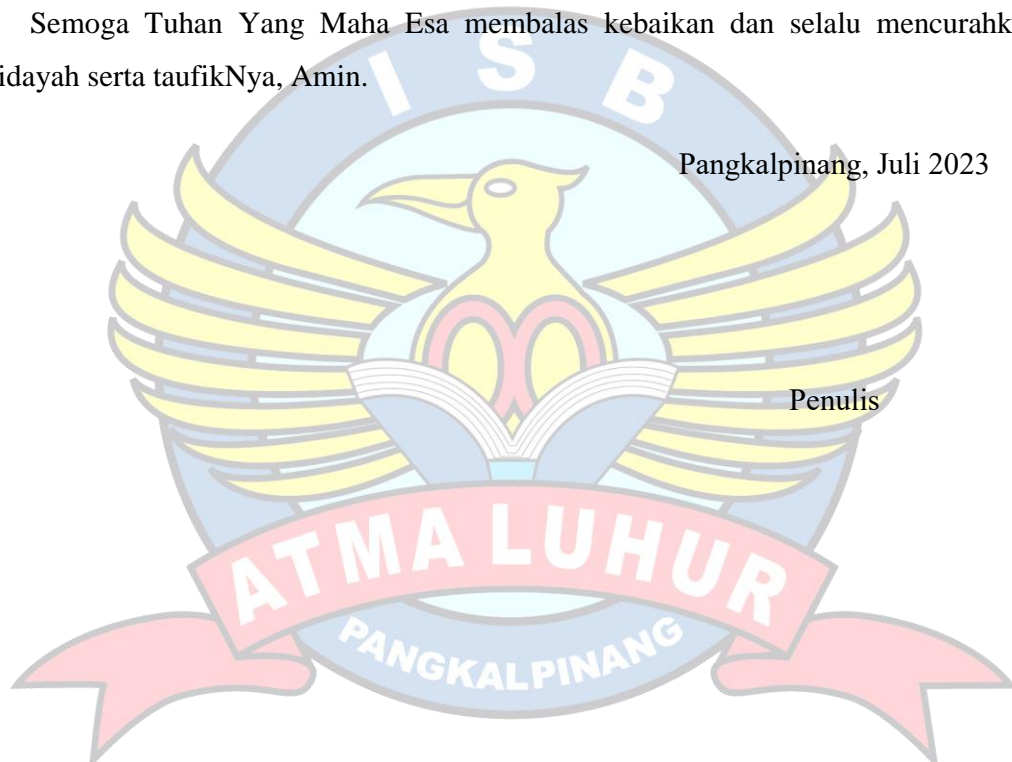 Semoga Tuhan Yang Maha Esa membalas kebaikan dan selalu mencurahk
idayah serta taufikNya, Amin.
Pangkalpinang, Juli 2023
Penulis
I S B
ATMA LUHUR
PANGKALPINANG